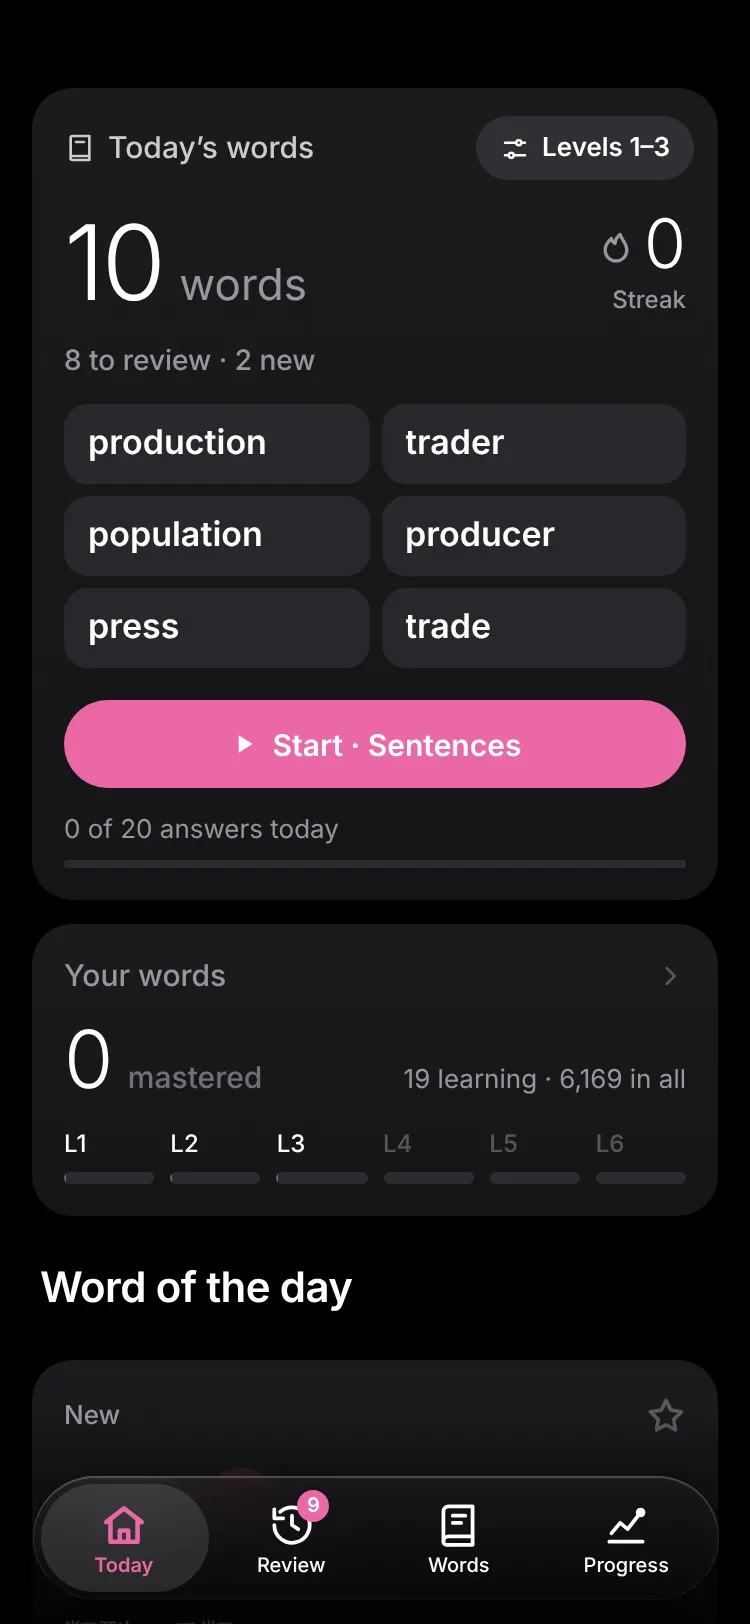 Today’s words
Levels 1–3
10 words
0
Streak
8 to review · 2 new
production
trader
population
producer
press
trade
Start · Sentences
0 of 20 answers today
Your words
0 mastered
19 learning · 6,169 in all
L1 L2 L3 L4 L5 L6
Word of the day
New
9
Today
Review
Words
Progress